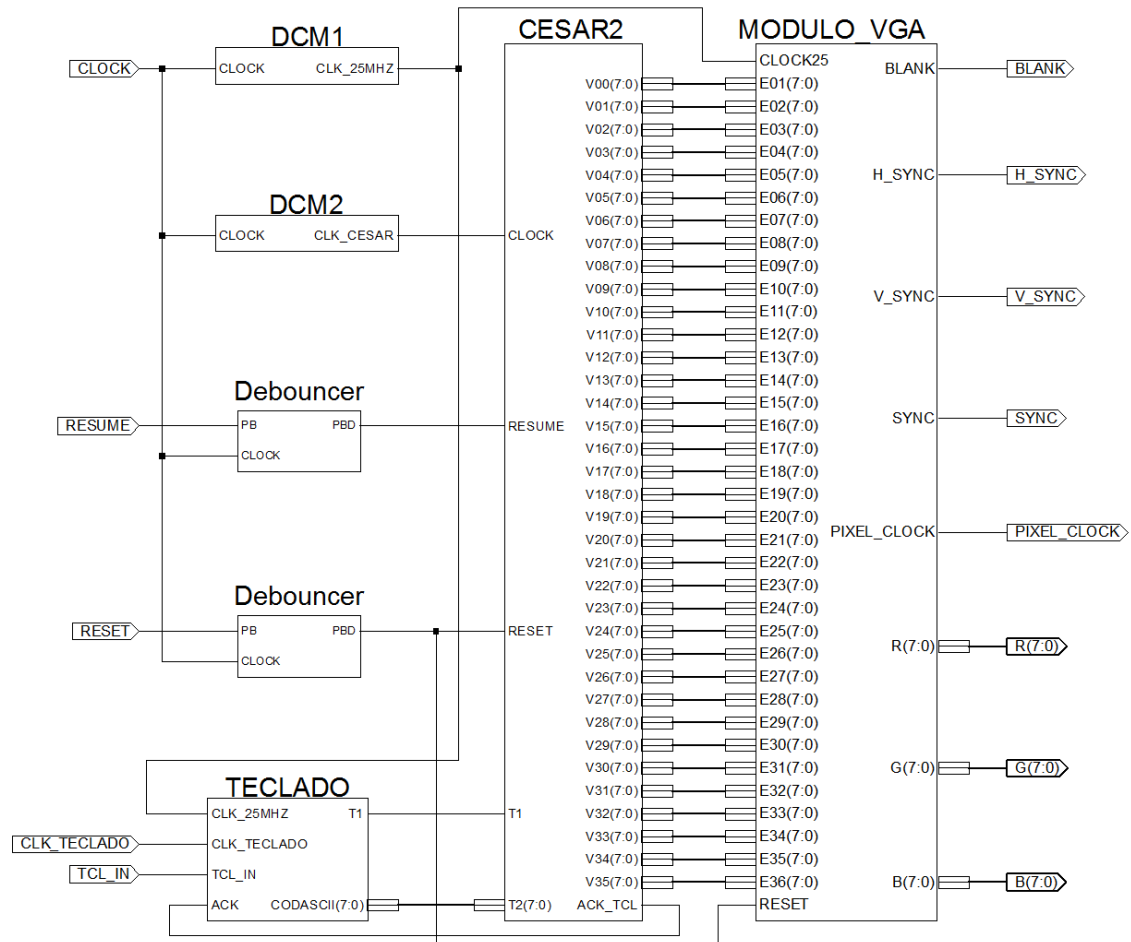 DCM1
CESAR2
MODULO_VGA
CLOCK
CLOCK
CLK_25MHZ
CLOCK25
BLANK
BLANK
V00(7:0)
E01(7:0)
V01(7:0)
E02(7:0)
V02(7:0)
E03(7:0)
V03(7:0)
E04(7:0)
V04(7:0)
E05(7:0)
H_SYNC
H_SYNC
DCM2
V05(7:0)
E06(7:0)
V06(7:0)
E07(7:0)
CLOCK
CLK_CESAR
CLOCK
V07(7:0)
E08(7:0)
V08(7:0)
E09(7:0)
V09(7:0)
E10(7:0)
V_SYNC
V_SYNC
V10(7:0)
E11(7:0)
V11(7:0)
E12(7:0)
V12(7:0)
E13(7:0)
Debouncer
V13(7:0)
E14(7:0)
V14(7:0)
E15(7:0)
SYNC
SYNC
RESUME
PB
PBD
RESUME
V15(7:0)
E16(7:0)
CLOCK
V16(7:0)
E17(7:0)
V17(7:0)
E18(7:0)
V18(7:0)
E19(7:0)
V19(7:0)
E20(7:0)
PIXEL_CLOCK
PIXEL_CLOCK
V20(7:0)
E21(7:0)
V21(7:0)
E22(7:0)
V22(7:0)
E23(7:0)
Debouncer
V23(7:0)
E24(7:0)
RESET
PB
PBD
RESET
V24(7:0)
E25(7:0)
R(7:0)
R(7:0)
CLOCK
V25(7:0)
E26(7:0)
V26(7:0)
E27(7:0)
V27(7:0)
E28(7:0)
V28(7:0)
E29(7:0)
V29(7:0)
E30(7:0)
V30(7:0)
E31(7:0)
G(7:0)
G(7:0)
TECLADO
V31(7:0)
E32(7:0)
CLK_25MHZ
T1
T1
V32(7:0)
E33(7:0)
CLK_TECLADO
CLK_TECLADO
V33(7:0)
E34(7:0)
V34(7:0)
E35(7:0)
TCL_IN
TCL_IN
V35(7:0)
E36(7:0)
B(7:0)
B(7:0)
ACK
CODASCII(7:0)
T2(7:0)
ACK_TCL
RESET